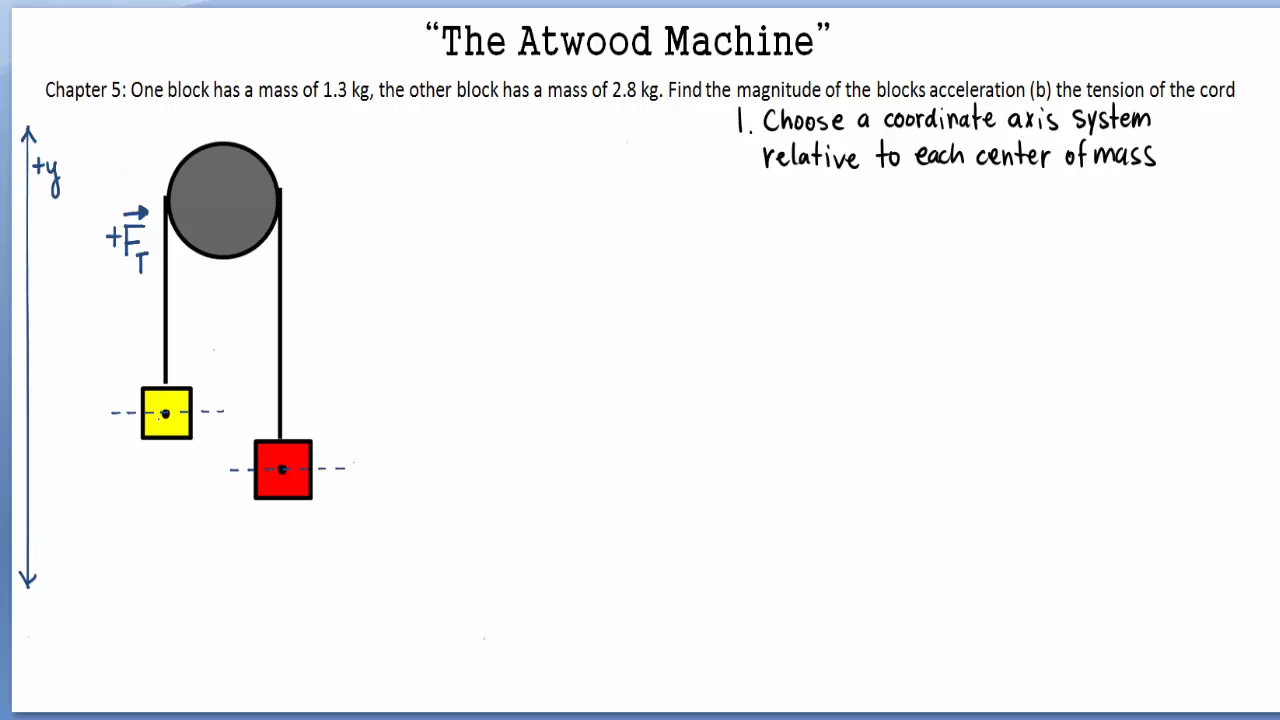 “The Atwood Machine”
Chapter 5: One block has a mass of 1.3 kg, the other block has a mass of 2.8 kg. Find the magnitude of the blocks acceleration (b) the tension of the cord
1. Choose a coordinate axis system
relative to each center of mass
+y
+F⃗_T